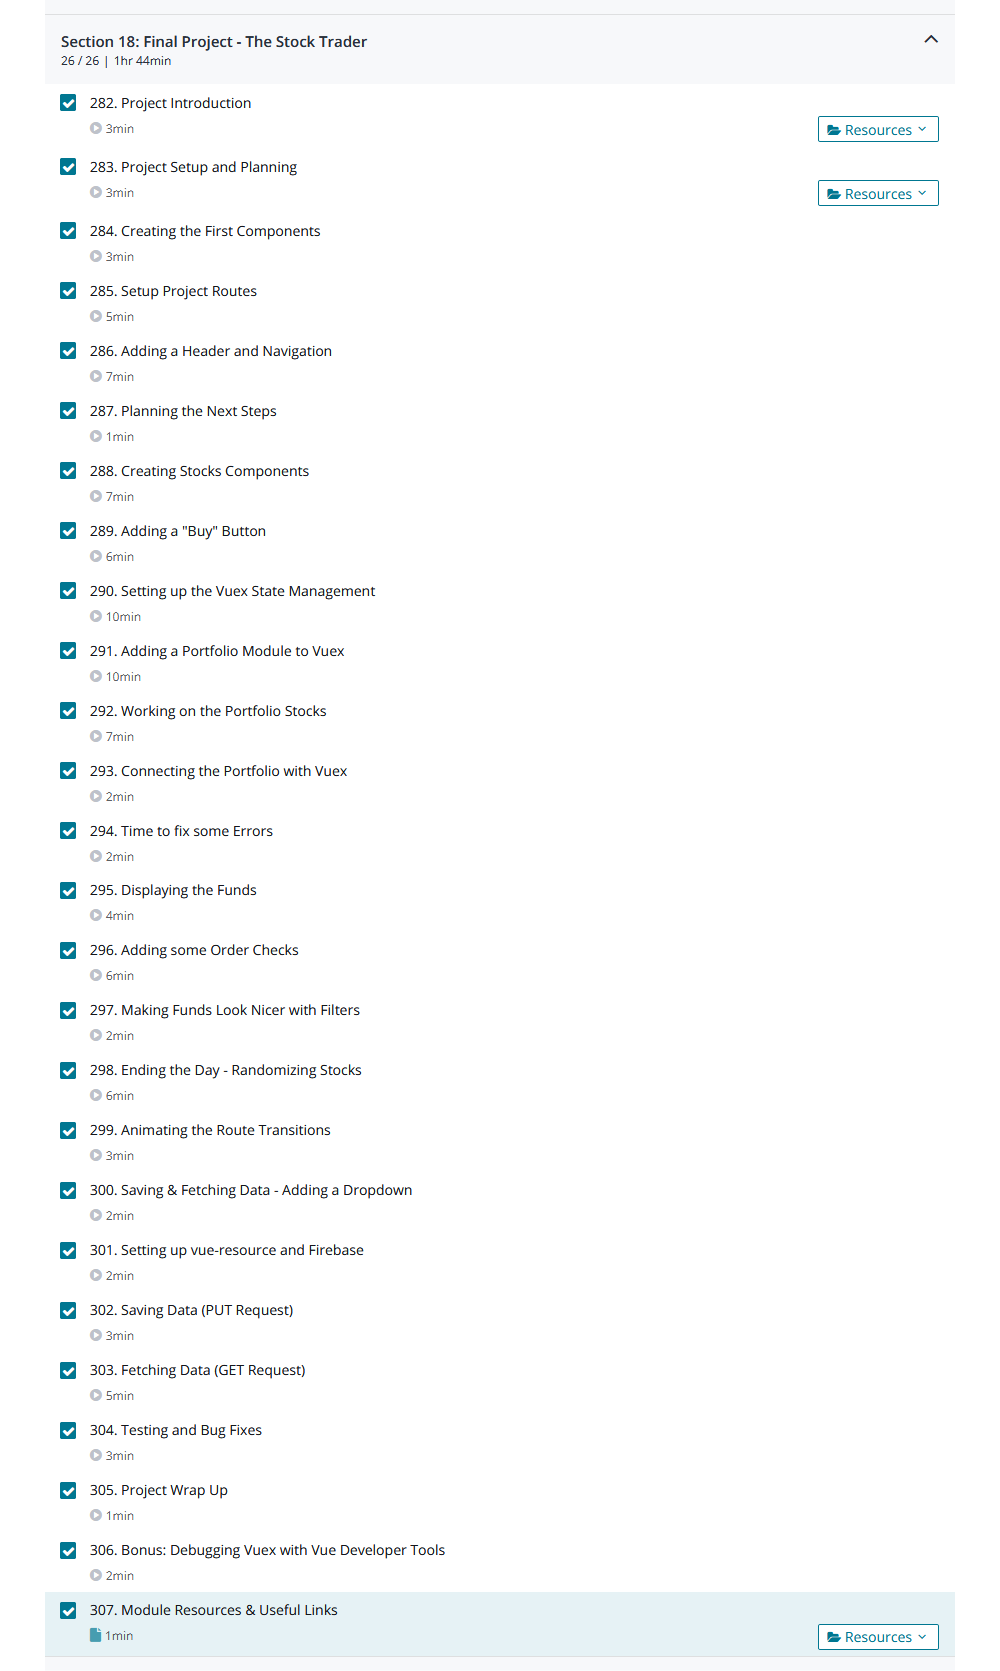 Section 18: Final Project - The Stock Trader
26 / 26 | 1hr 44min
282. Project Introduction
3min
Resources
283. Project Setup and Planning
3min
Resources
284. Creating the First Components
3min
285. Setup Project Routes
5min
286. Adding a Header and Navigation
7min
287. Planning the Next Steps
1min
288. Creating Stocks Components
7min
289. Adding a "Buy" Button
6min
290. Setting up the Vuex State Management
10min
291. Adding a Portfolio Module to Vuex
10min
292. Working on the Portfolio Stocks
7min
293. Connecting the Portfolio with Vuex
2min
294. Time to fix some Errors
2min
295. Displaying the Funds
4min
296. Adding some Order Checks
6min
297. Making Funds Look Nicer with Filters
2min
298. Ending the Day - Randomizing Stocks
6min
299. Animating the Route Transitions
3min
300. Saving & Fetching Data - Adding a Dropdown
2min
301. Setting up vue-resource and Firebase
2min
302. Saving Data (PUT Request)
3min
303. Fetching Data (GET Request)
5min
304. Testing and Bug Fixes
3min
305. Project Wrap Up
1min
306. Bonus: Debugging Vuex with Vue Developer Tools
2min
307. Module Resources & Useful Links
1min
Resources